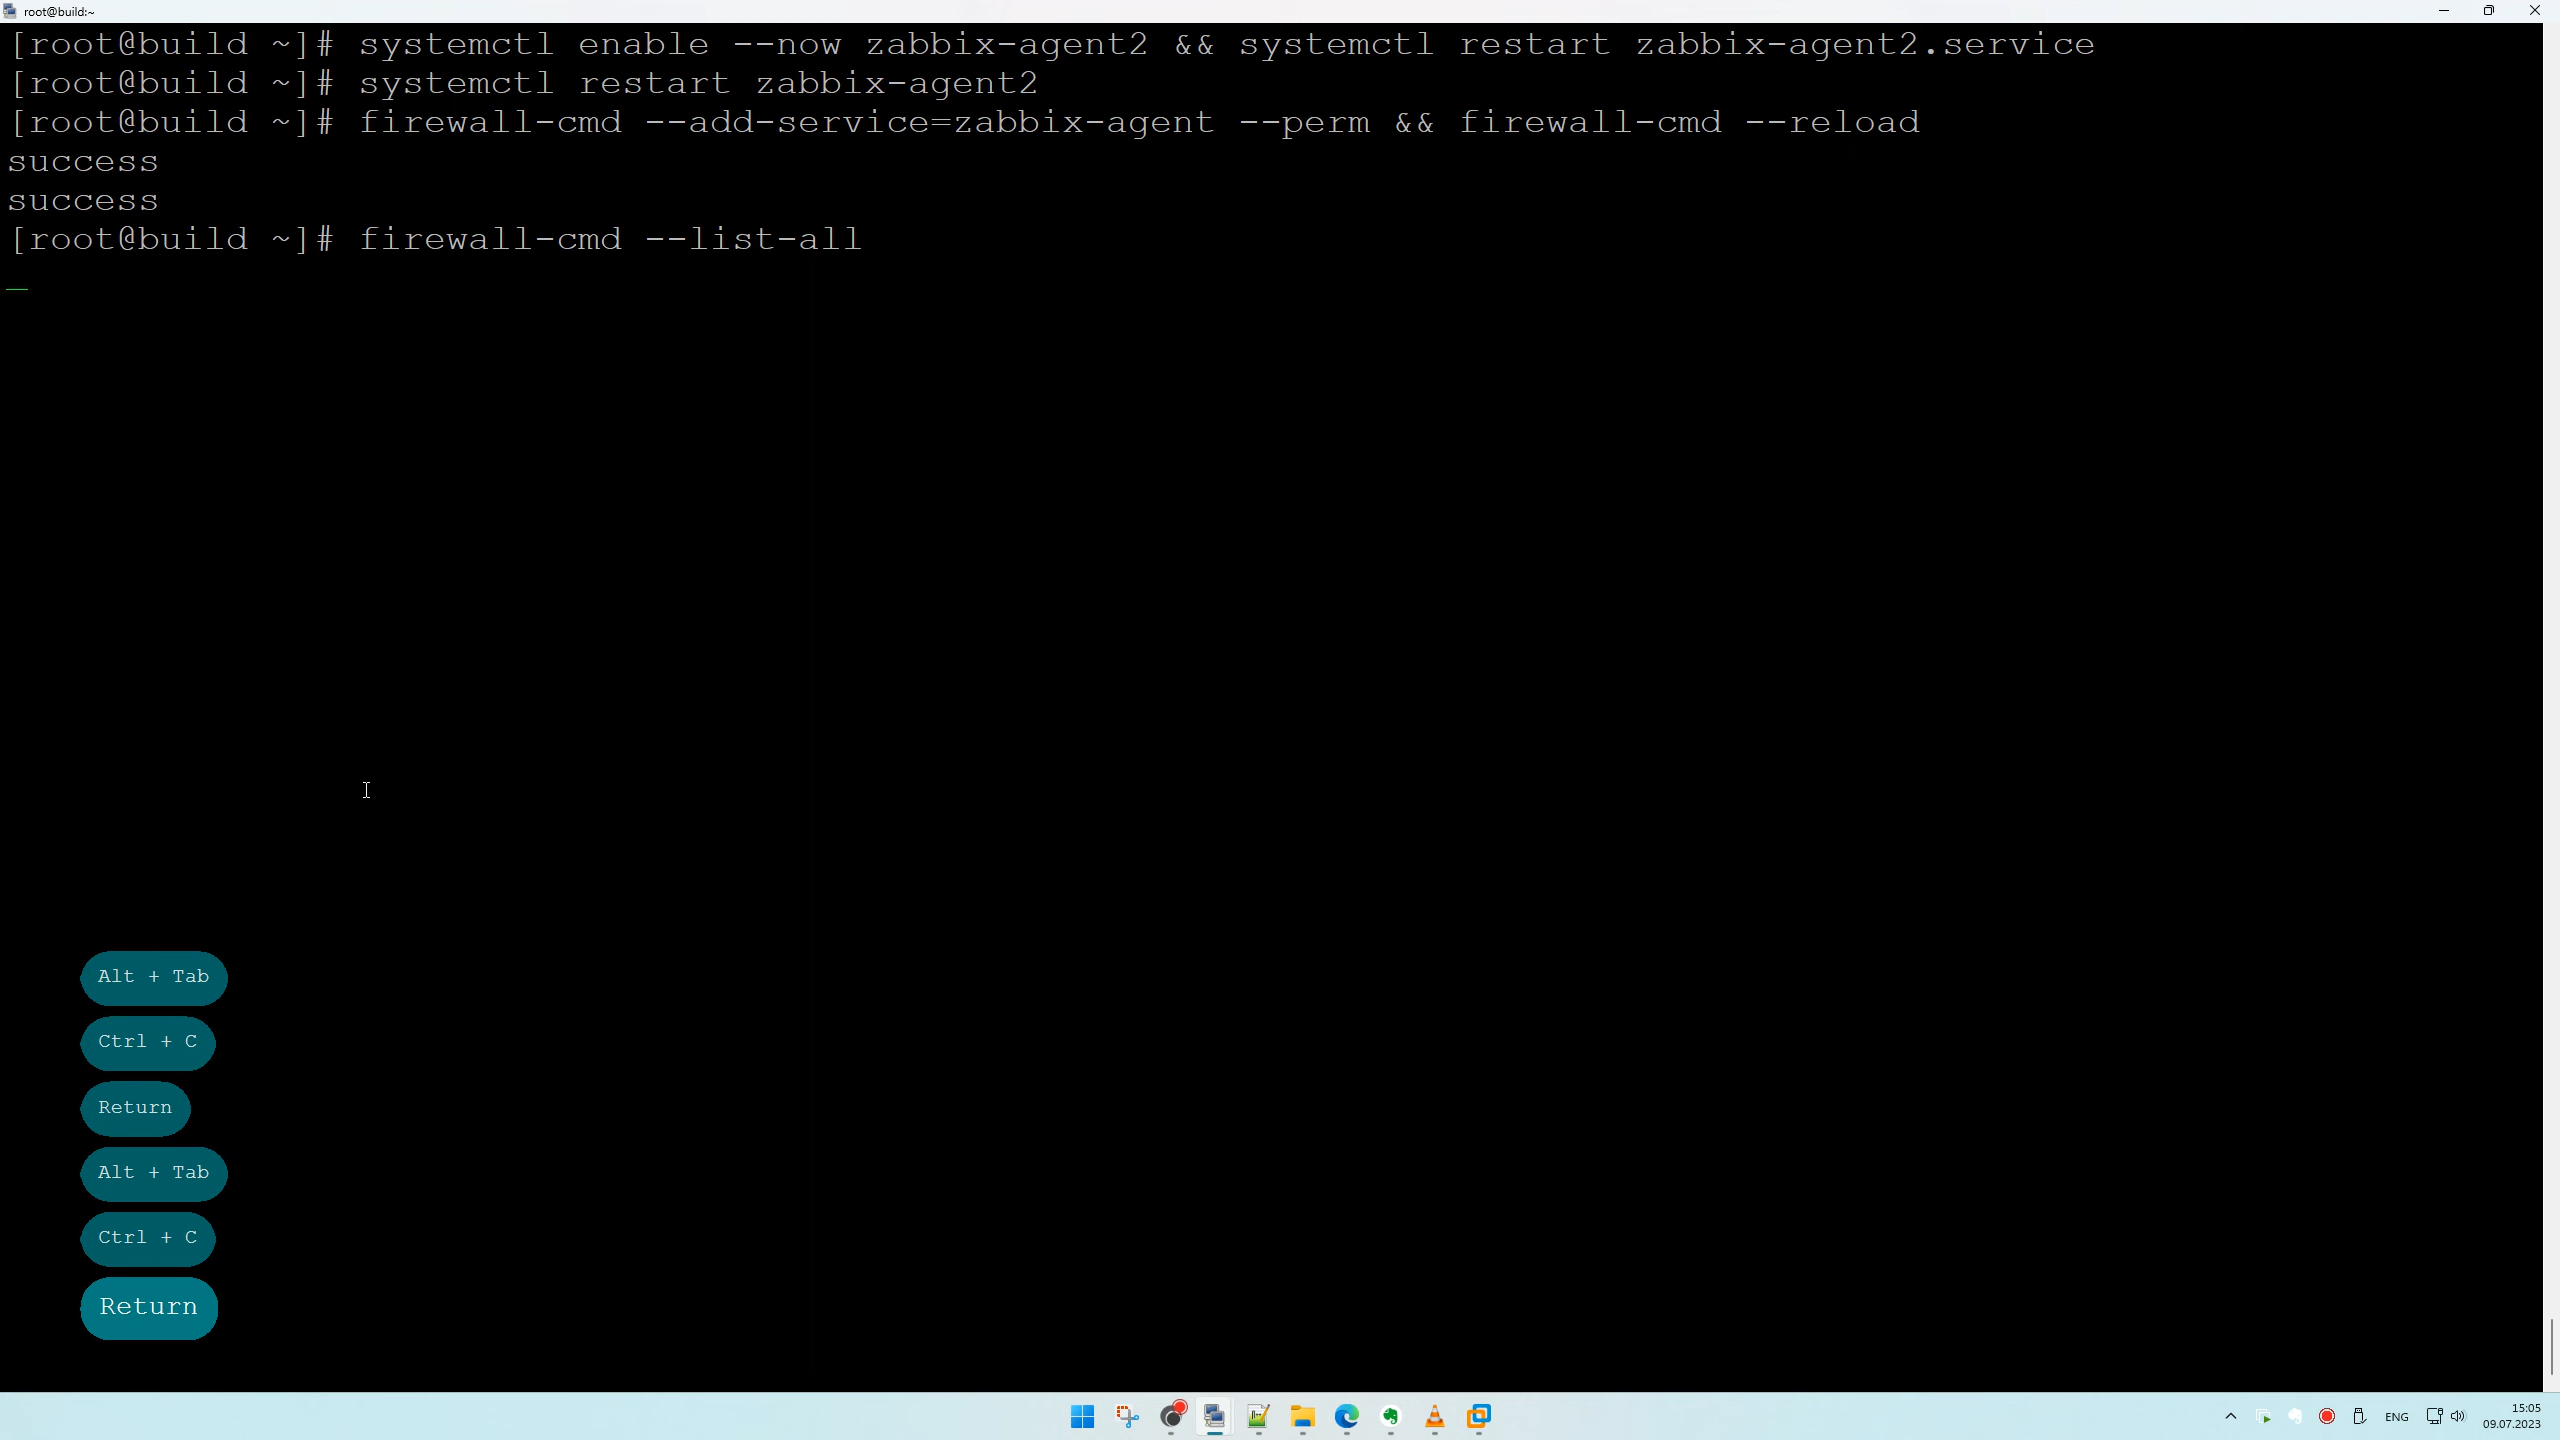 root@build:~
[root@build ~]# systemctl enable --now zabbix-agent2 && systemctl restart zabbix-agent2.service
[root@build ~]# systemctl restart zabbix-agent2
[root@build ~]# firewall-cmd --add-service=zabbix-agent --perm && firewall-cmd --reload
success
success
[root@build ~]# firewall-cmd --list-all
Alt + Tab
Ctrl + C
Return
Alt + Tab
Ctrl + C
Return
ENG
15:05
09.07.2023